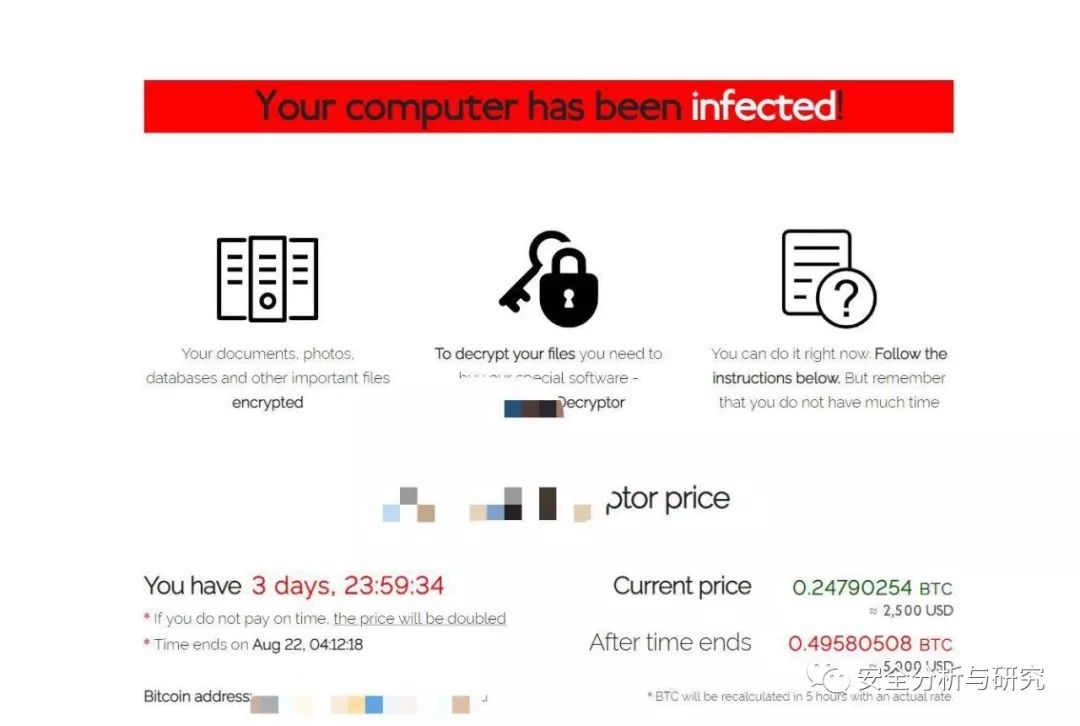 Your computer has been infected!
Your documents, photos,
databases and other important files
encrypted
To decrypt your files you need to
buy our special software -
Decryptor
You can do it right now. Follow the
instructions below. But remember
that you do not have much time
ptor price
You have 3 days, 23:59:34
* If you do not pay on time, the price will be doubled
* Time ends on Aug 22, 04:12:18
Current price 0.24790254 BTC
≈ 2,500 USD
After time ends 0.49580508 BTC
5,000 USD
Bitcoin address:
* BTC will be recalculated in 5 hours with an actual rate.
安全分析与研究